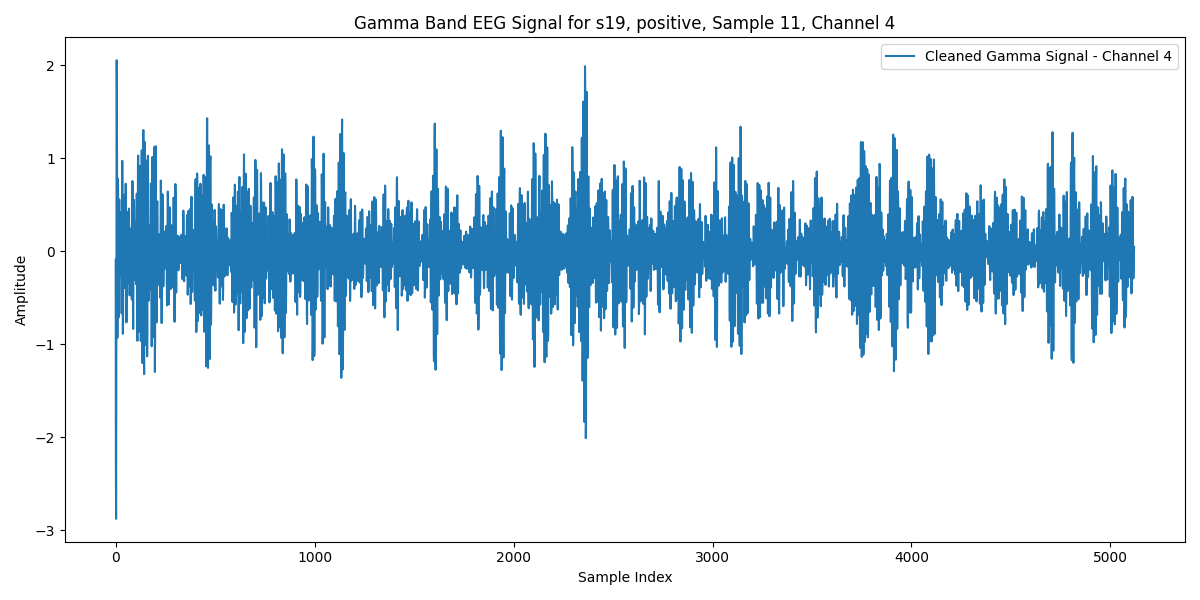 Gamma Band EEG Signal for s19, positive, Sample 11, Channel 4
Cleaned Gamma Signal - Channel 4
Amplitude
2
1
0
−1
−2
−3
0 1000 2000 3000 4000 5000
Sample Index